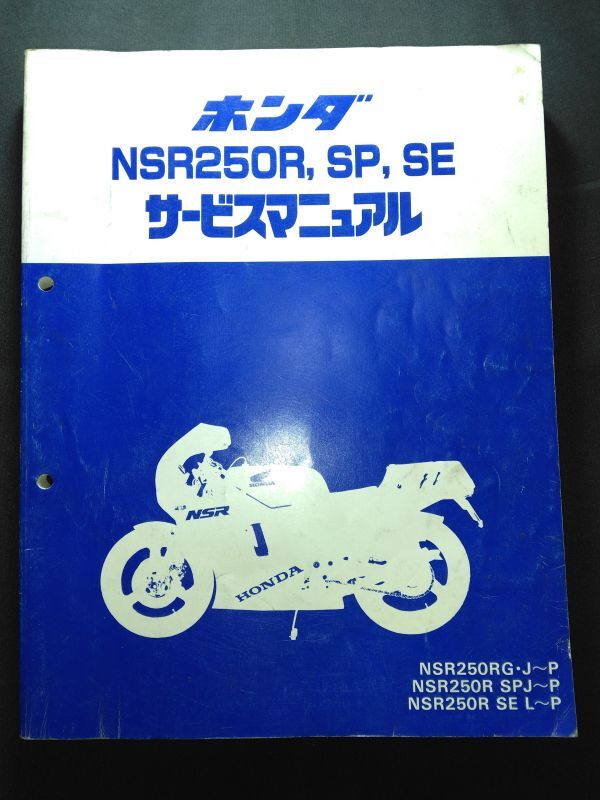 ホンダ
NSR250R, SP, SE
サービスマニュアル
HONDA
NSR
HONDA
NSR250RG・J〜P
NSR250R SPJ〜P
NSR250R SE L〜P